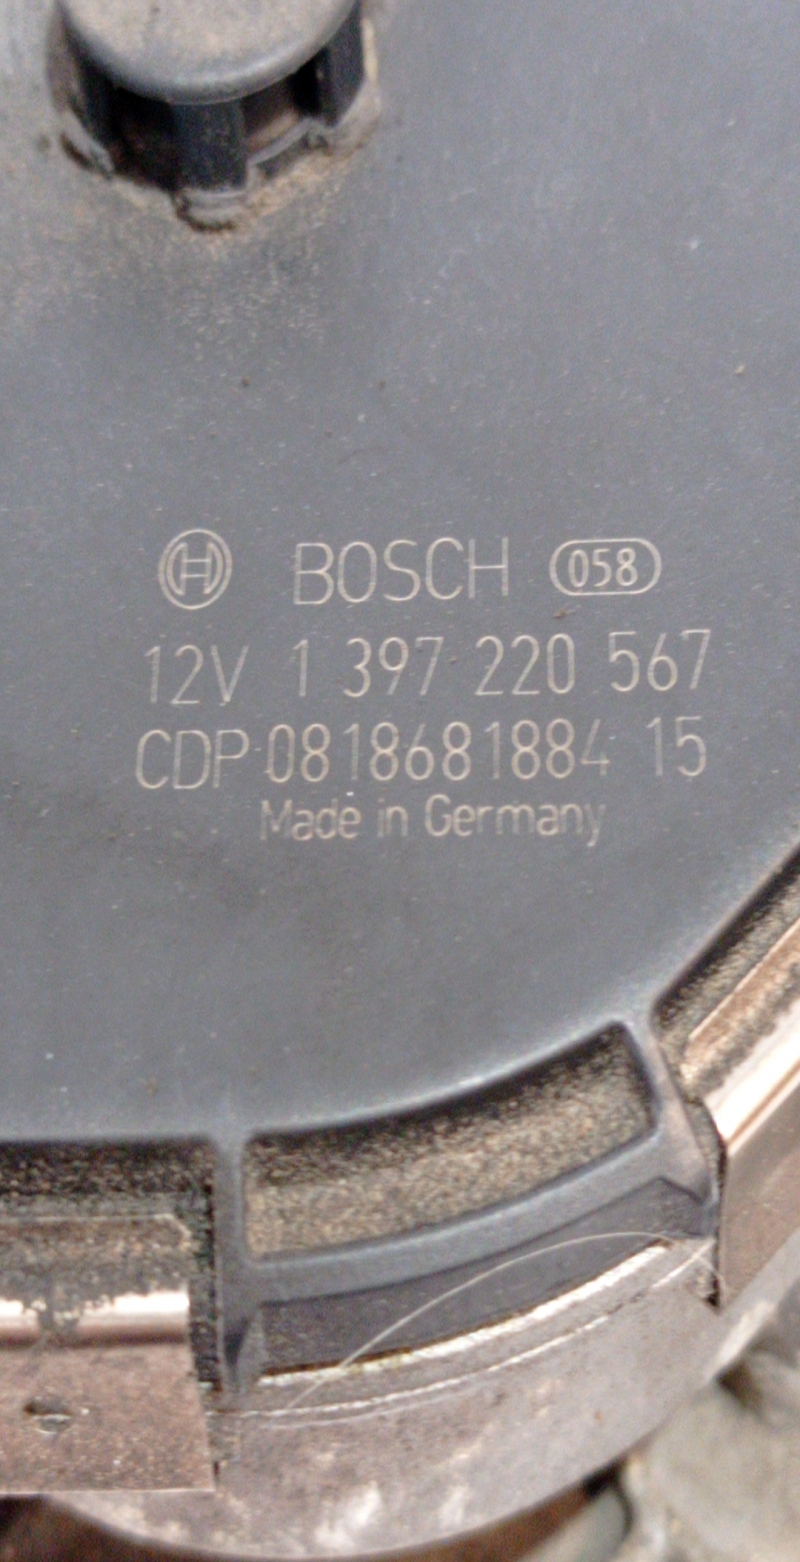 BOSCH 058
12V 1 397 220 567
CDP 0818681884 15
Made in Germany